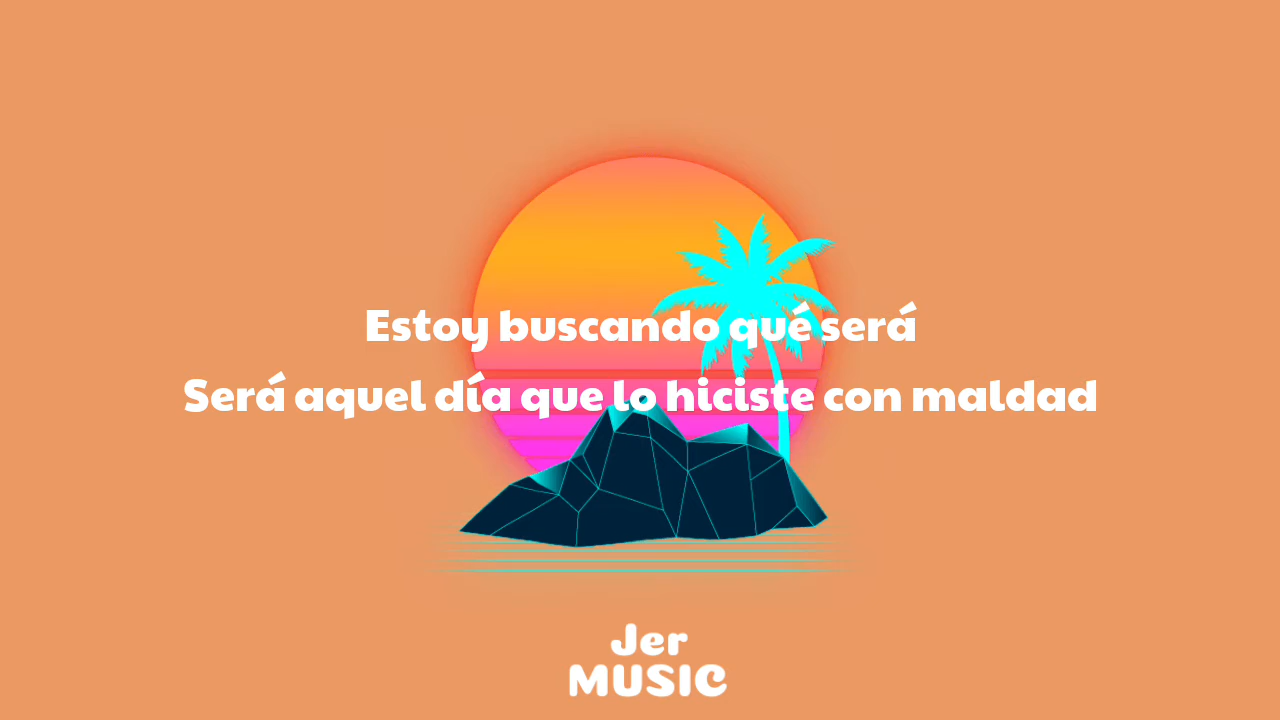 Estoy buscando qué será
Será aquel día que lo hiciste con maldad
Jer
MUSIC